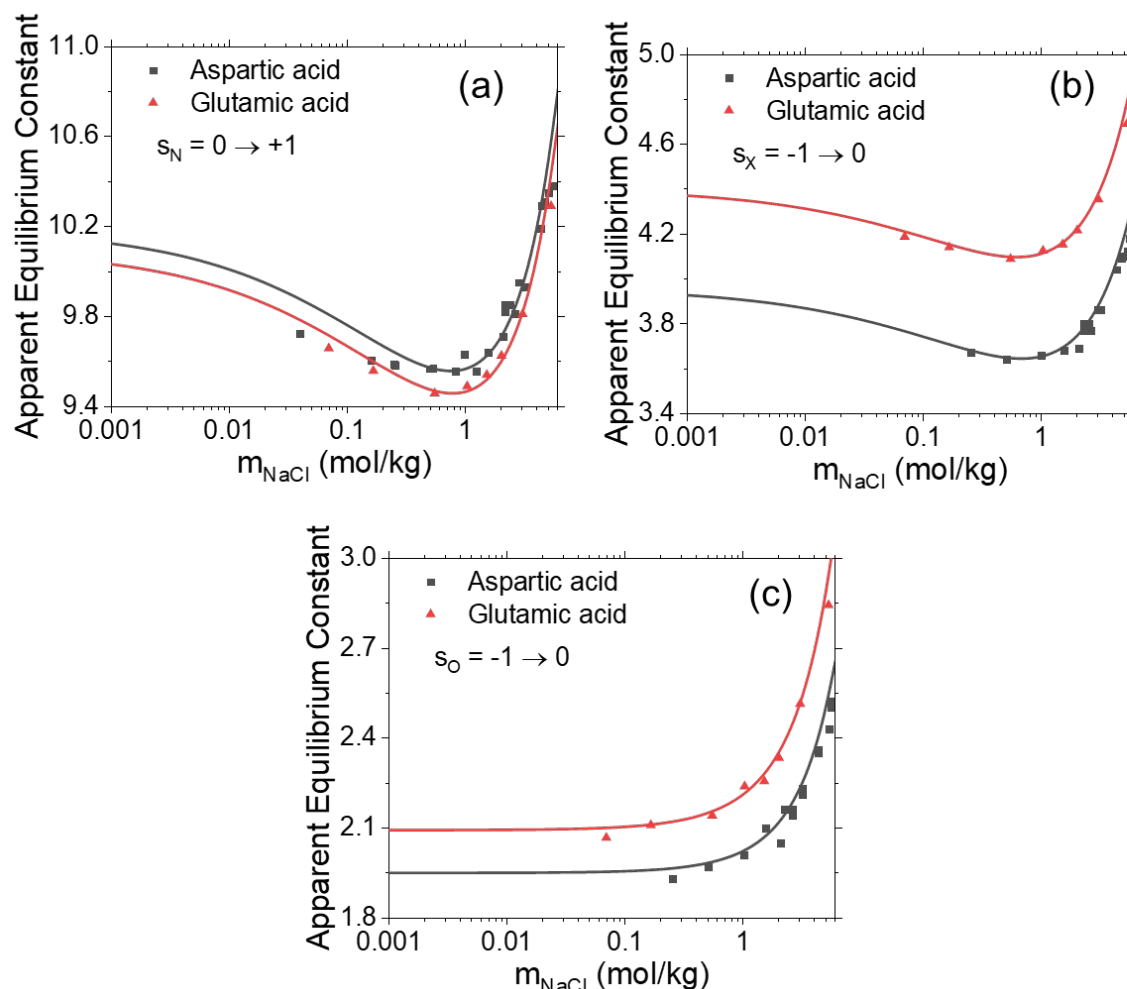 (a)
Aspartic acid
Glutamic acid
s_N = 0 → +1
11.0
10.6
10.2
9.8
9.4
Apparent Equilibrium Constant
0.001
0.01
0.1
1
m_NaCl (mol/kg)
(b)
Aspartic acid
Glutamic acid
s_X = -1 → 0
5.0
4.6
4.2
3.8
3.4
Apparent Equilibrium Constant
0.001
0.01
0.1
1
m_NaCl (mol/kg)
(c)
Aspartic acid
Glutamic acid
s_O = -1 → 0
3.0
2.7
2.4
2.1
1.8
Apparent Equilibrium Constant
0.001
0.01
0.1
1
m_NaCl (mol/kg)